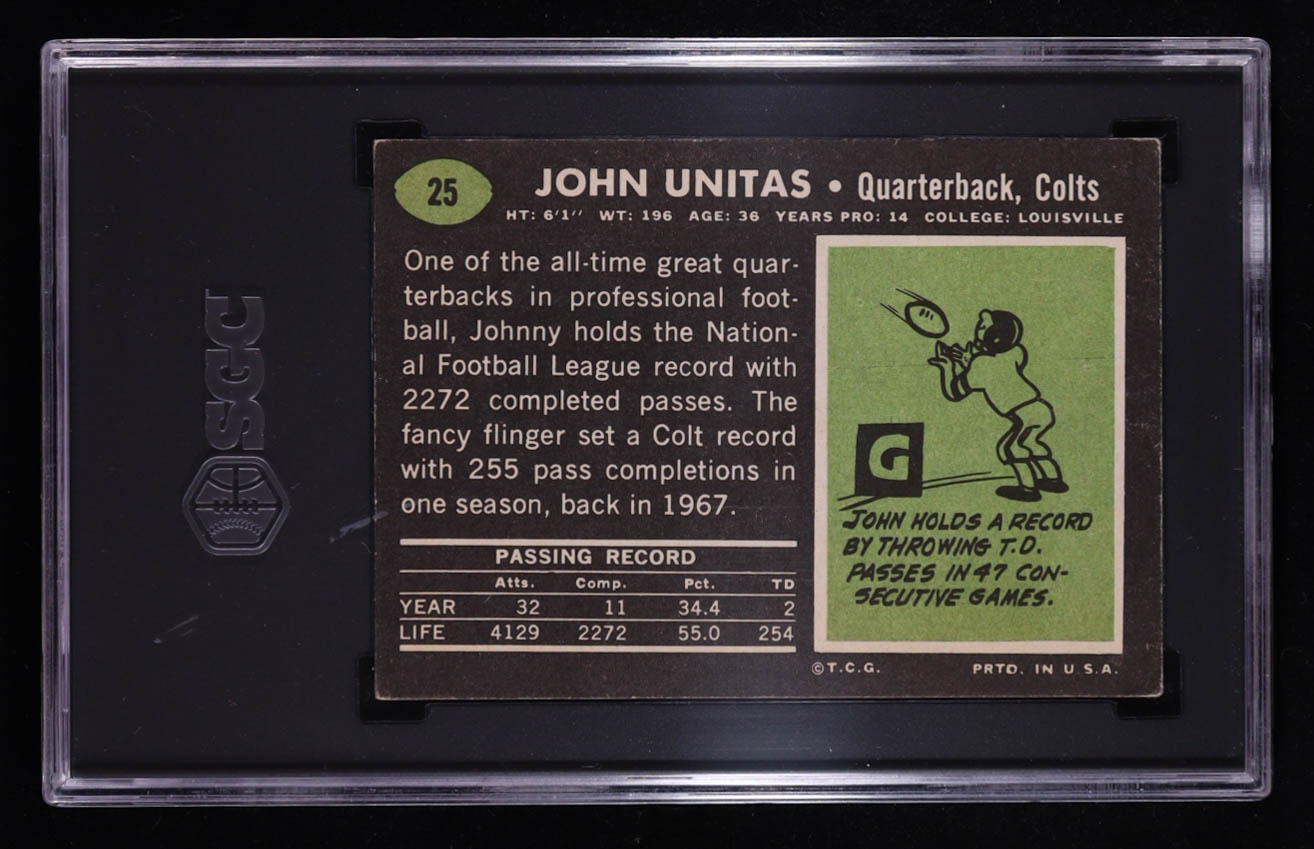 SGC
25
JOHN UNITAS • Quarterback, Colts
HT: 6'1'' WT: 196 AGE: 36 YEARS PRO: 14 COLLEGE: LOUISVILLE
One of the all-time great quar-
terbacks in professional foot-
ball, Johnny holds the Nation-
al Football League record with
2272 completed passes. The
fancy flinger set a Colt record
with 255 pass completions in
one season, back in 1967.
PASSING RECORD
Atts. Comp. Pct. TD
YEAR 32 11 34.4 2
LIFE 4129 2272 55.0 254
G
JOHN HOLDS A RECORD
BY THROWING T.D.
PASSES IN 47 CON-
SECUTIVE GAMES.
©T.C.G. PRTD. IN U.S.A.